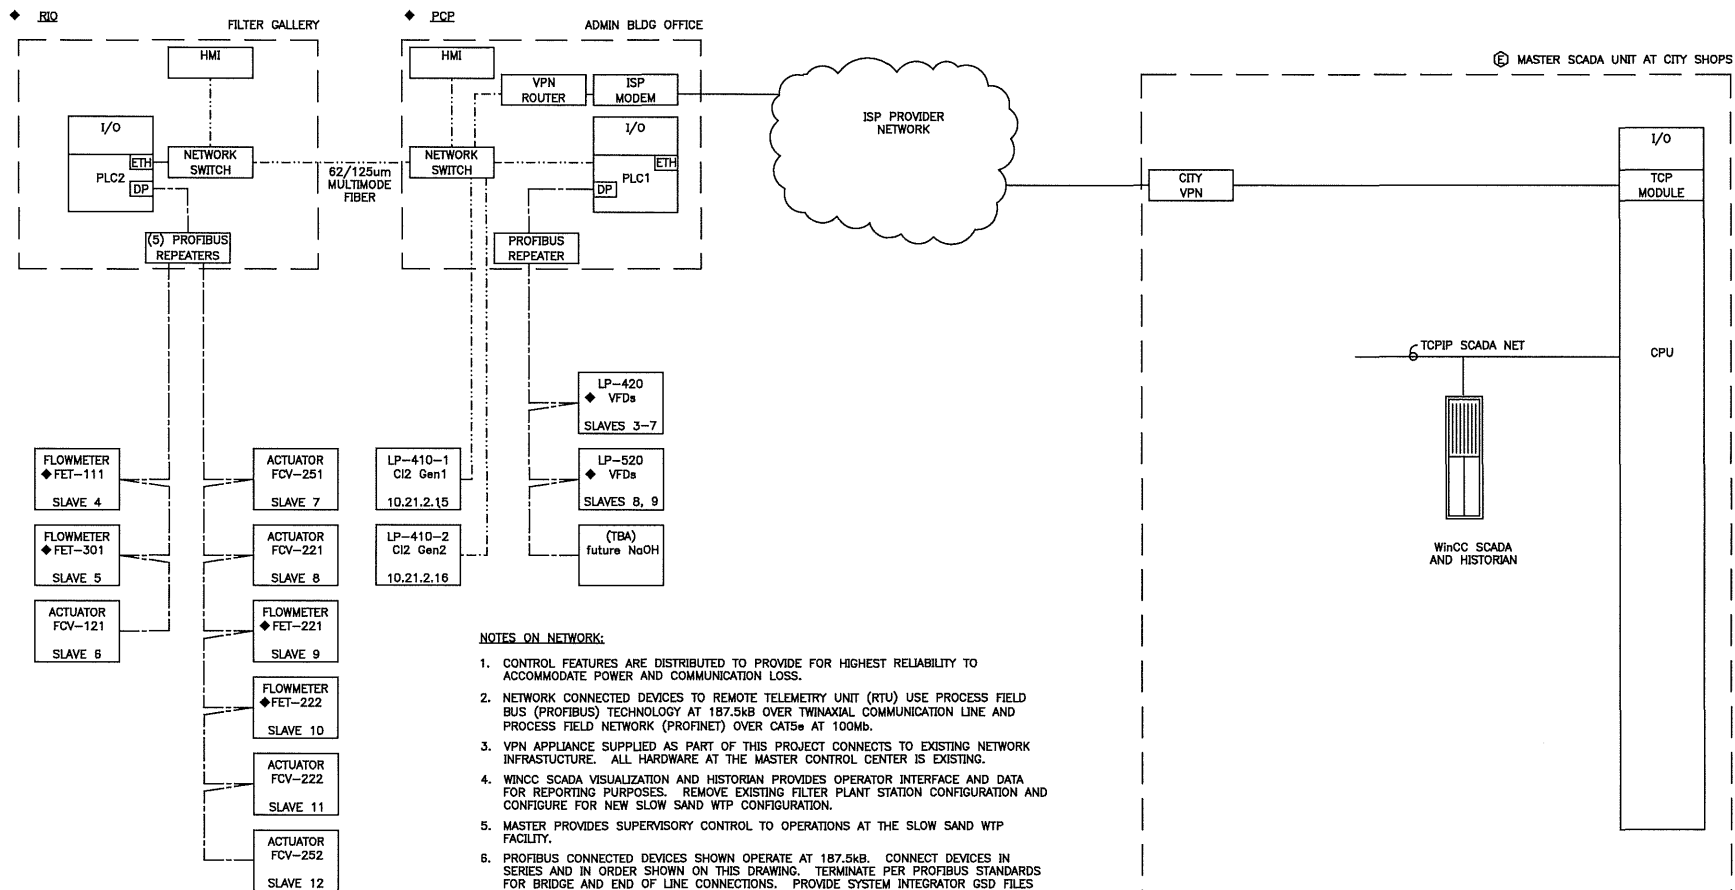 ◆ RIO
FILTER GALLERY
HMI
I/O
ETH
PLC2
DP
NETWORK
SWITCH
(5) PROFIBUS
REPEATERS
62/125um
MULTIMODE
FIBER
◆ PCP
ADMIN BLDG OFFICE
HMI
VPN
ROUTER
ISP
MODEM
NETWORK
SWITCH
I/O
ETH
PLC1
DP
PROFIBUS
REPEATER
ISP PROVIDER
NETWORK
Ⓔ MASTER SCADA UNIT AT CITY SHOPS
CITY
VPN
I/O
TCP
MODULE
CPU
TCPIP SCADA NET
WinCC SCADA
AND HISTORIAN
FLOWMETER
◆ FET-111
SLAVE 4
FLOWMETER
◆ FET-301
SLAVE 5
ACTUATOR
FCV-121
SLAVE 6
ACTUATOR
FCV-251
SLAVE 7
ACTUATOR
FCV-221
SLAVE 8
FLOWMETER
◆ FET-221
SLAVE 9
FLOWMETER
◆ FET-222
SLAVE 10
ACTUATOR
FCV-222
SLAVE 11
ACTUATOR
FCV-252
SLAVE 12
LP-410-1
Cl2 Gen1
10.21.2.15
LP-410-2
Cl2 Gen2
10.21.2.16
LP-420
◆ VFDs
SLAVES 3-7
LP-520
◆ VFDs
SLAVES 8, 9
(TBA)
future NaOH
NOTES ON NETWORK:
1. CONTROL FEATURES ARE DISTRIBUTED TO PROVIDE FOR HIGHEST RELIABILITY TO
ACCOMMODATE POWER AND COMMUNICATION LOSS.
2. NETWORK CONNECTED DEVICES TO REMOTE TELEMETRY UNIT (RTU) USE PROCESS FIELD
BUS (PROFIBUS) TECHNOLOGY AT 187.5kB OVER TWINAXIAL COMMUNICATION LINE AND
PROCESS FIELD NETWORK (PROFINET) OVER CAT5e AT 100Mb.
3. VPN APPLIANCE SUPPLIED AS PART OF THIS PROJECT CONNECTS TO EXISTING NETWORK
INFRASTUCTURE. ALL HARDWARE AT THE MASTER CONTROL CENTER IS EXISTING.
4. WINCC SCADA VISUALIZATION AND HISTORIAN PROVIDES OPERATOR INTERFACE AND DATA
FOR REPORTING PURPOSES. REMOVE EXISTING FILTER PLANT STATION CONFIGURATION AND
CONFIGURE FOR NEW SLOW SAND WTP CONFIGURATION.
5. MASTER PROVIDES SUPERVISORY CONTROL TO OPERATIONS AT THE SLOW SAND WTP
FACILITY.
6. PROFIBUS CONNECTED DEVICES SHOWN OPERATE AT 187.5kB. CONNECT DEVICES IN
SERIES AND IN ORDER SHOWN ON THIS DRAWING. TERMINATE PER PROFIBUS STANDARDS
FOR BRIDGE AND END OF LINE CONNECTIONS. PROVIDE SYSTEM INTEGRATOR GSD FILES